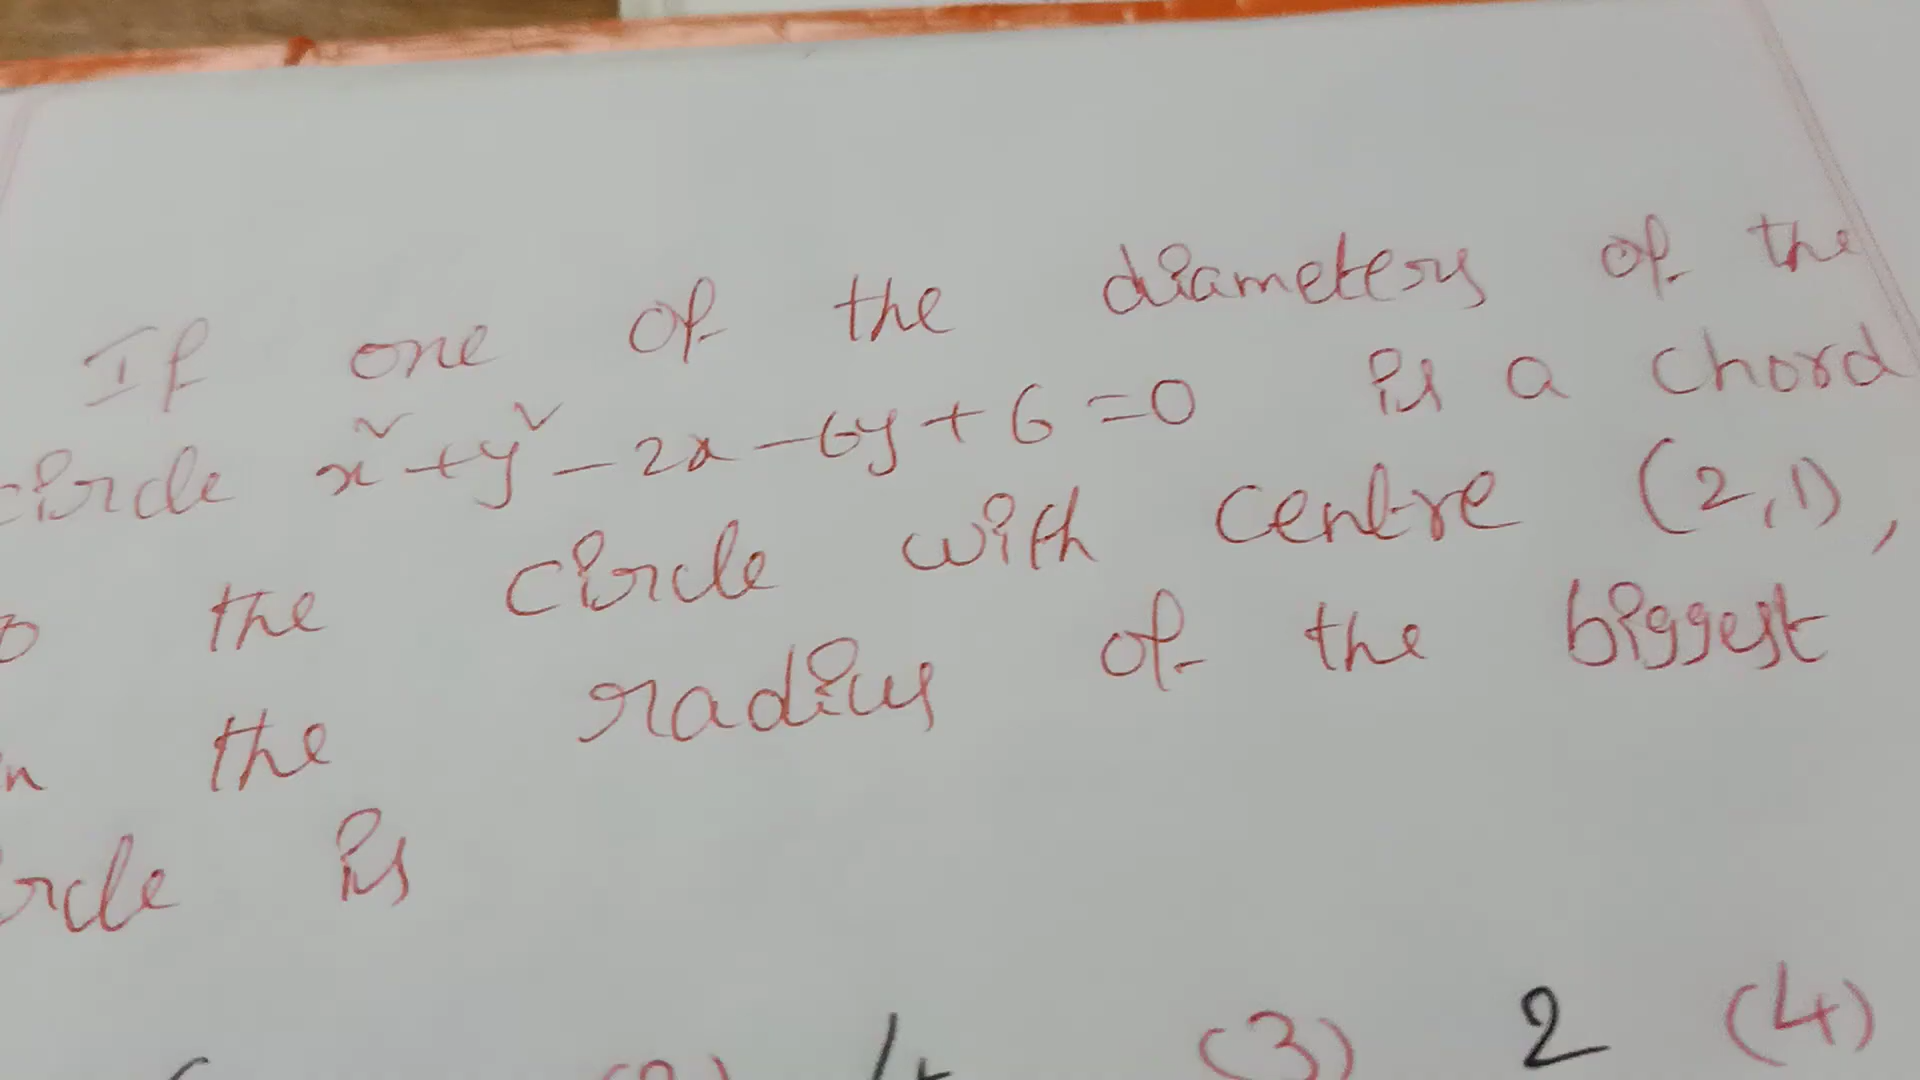 If one of the diameters of the
circle x²+y²-2x-6y+6=0 is a chord
the circle with centre (2,1),
the radius of the biggest
rcle is
(3) 2 (4)